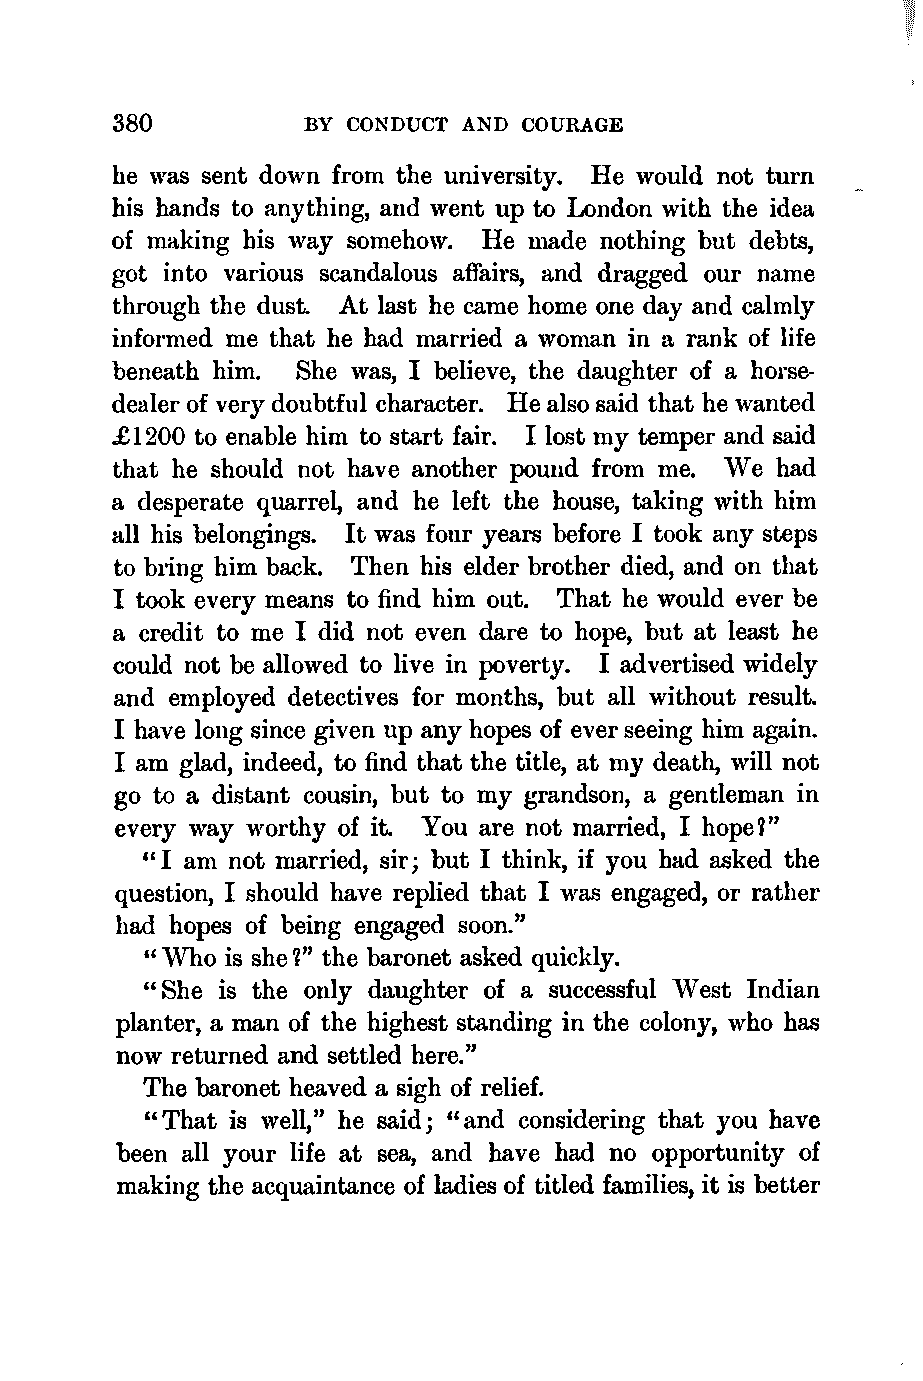 380 BY CONDUCT AND COURAGE
he was sent down from the university. He would not turn
his hands to anything, and went up to London with the idea
of making his way somehow. He made nothing but debts,
got into various scandalous affairs, and dragged our name
through the dust. At last he came home one day and calmly
informed me that he had married a woman in a rank of life
beneath him. She was, I believe, the daughter of a horse-
dealer of very doubtful character. He also said that he wanted
£1200 to enable him to start fair. I lost my temper and said
that he should not have another pound from me. We had
a desperate quarrel, and he left the house, taking with him
all his belongings. It was four years before I took any steps
to bring him back. Then his elder brother died, and on that
I took every means to find him out. That he would ever be
a credit to me I did not even dare to hope, but at least he
could not be allowed to live in poverty. I advertised widely
and employed detectives for months, but all without result.
I have long since given up any hopes of ever seeing him again.
I am glad, indeed, to find that the title, at my death, will not
go to a distant cousin, but to my grandson, a gentleman in
every way worthy of it. You are not married, I hope?"
"I am not married, sir; but I think, if you had asked the
question, I should have replied that I was engaged, or rather
had hopes of being engaged soon."
"Who is she?" the baronet asked quickly.
"She is the only daughter of a successful West Indian
planter, a man of the highest standing in the colony, who has
now returned and settled here."
The baronet heaved a sigh of relief.
"That is well," he said; "and considering that you have
been all your life at sea, and have had no opportunity of
making the acquaintance of ladies of titled families, it is better